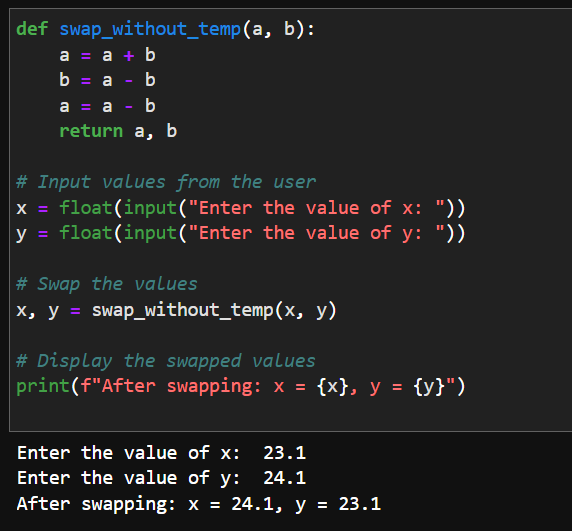 def swap_without_temp(a, b):
    a = a + b
    b = a - b
    a = a - b
    return a, b

# Input values from the user
x = float(input("Enter the value of x: "))
y = float(input("Enter the value of y: "))

# Swap the values
x, y = swap_without_temp(x, y)

# Display the swapped values
print(f"After swapping: x = {x}, y = {y}")

Enter the value of x:  23.1
Enter the value of y:  24.1
After swapping: x = 24.1, y = 23.1